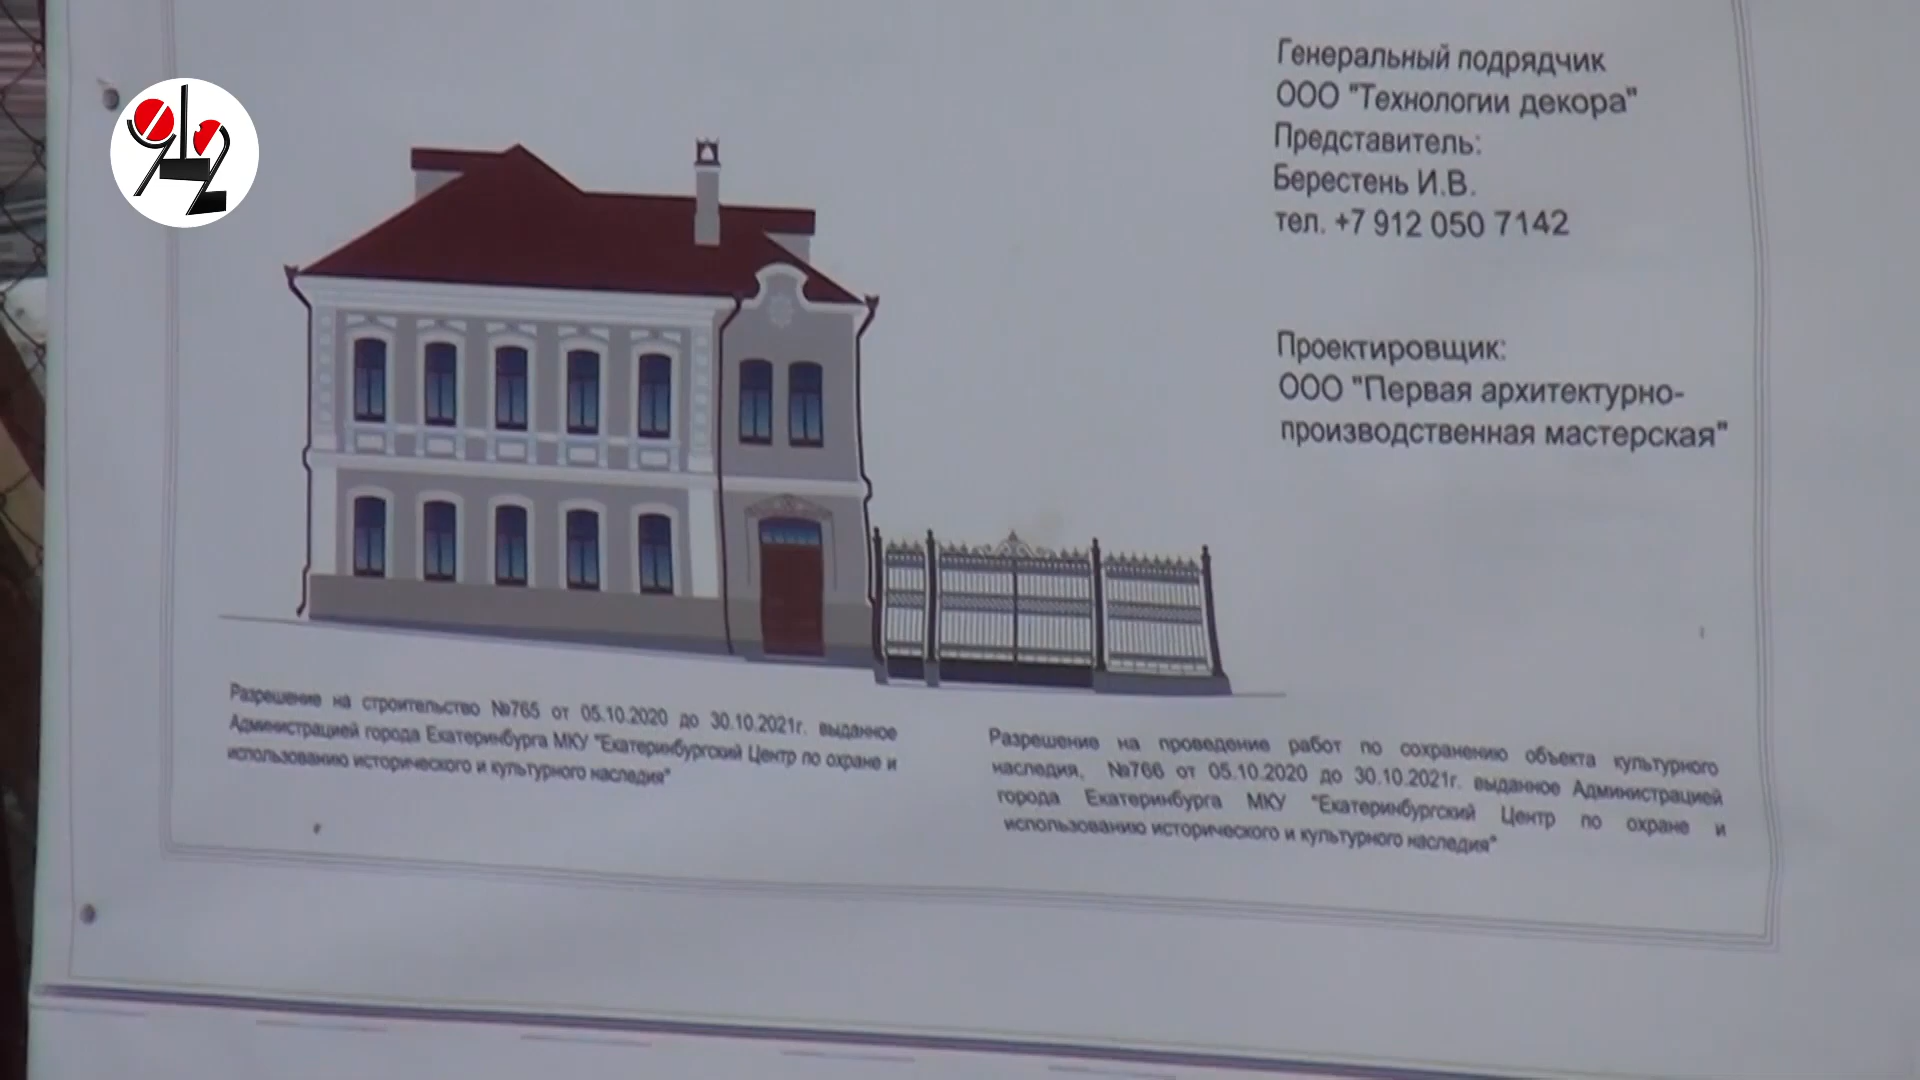 Генеральный подрядчик
ООО "Технологии декора"
Представитель:
Берестень И.В.
тел. +7 912 050 7142
Проектировщик:
ООО "Первая архитектурно-
производственная мастерская"
Разрешение на строительство №765 от 05.10.2020 до 30.10.2021г. выданное
Администрацией города Екатеринбурга МКУ "Екатеринбургский Центр по охране и
использованию исторического и культурного наследия"
Разрешение на проведение работ по сохранению объекта культурного
наследия, №766 от 05.10.2020 до 30.10.2021г. выданное Администрацией
города Екатеринбурга МКУ "Екатеринбургский Центр по охране и
использованию исторического и культурного наследия"